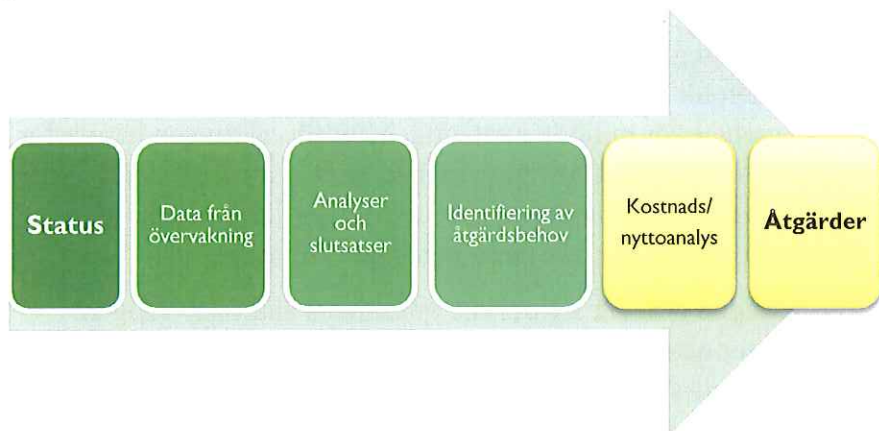 Status
Data från
övervakning
Analyser
och
slutsatser
Identifiering av
åtgärdsbehov
Kostnads/
nyttoanalys
Åtgärder